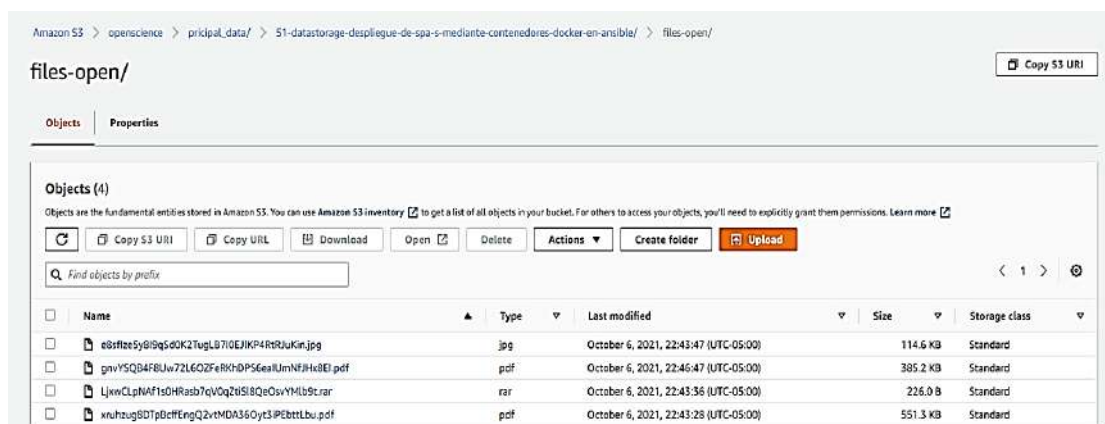 Amazon S3 > openscience > pricipal_data/ > 51-datastorage-despliegue-de-spa-s-mediante-contenedores-docker-en-ansible/ > files-open/
files-open/
Copy S3 URI
Objects
Properties
Objects (4)
Objects are the fundamental entities stored in Amazon S3. You can use Amazon S3 inventory to get a list of all objects in your bucket. For others to access your objects, you'll need to explicitly grant them permissions. Learn more
Copy S3 URI Copy URL Download Open Delete Actions Create folder Upload
Find objects by prefix
1
Name Type Last modified Size Storage class
jpg October 6, 2021, 22:43:47 (UTC-05:00) 114.6 KB Standard
pdf October 6, 2021, 22:46:47 (UTC-05:00) 385.2 KB Standard
rar October 6, 2021, 22:43:36 (UTC-05:00) 226.0 B Standard
pdf October 6, 2021, 22:43:28 (UTC-05:00) 551.3 KB Standard